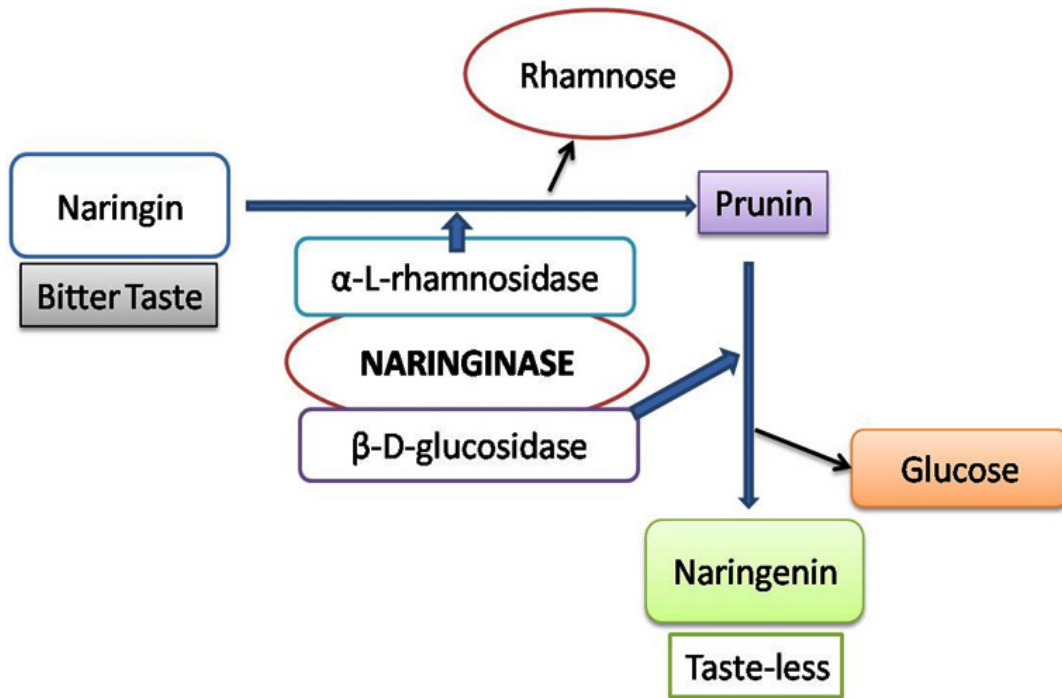 Rhamnose
Naringin
Prunin
Bitter Taste
α-L-rhamnosidase
NARINGINASE
β-D-glucosidase
Glucose
Naringenin
Taste-less